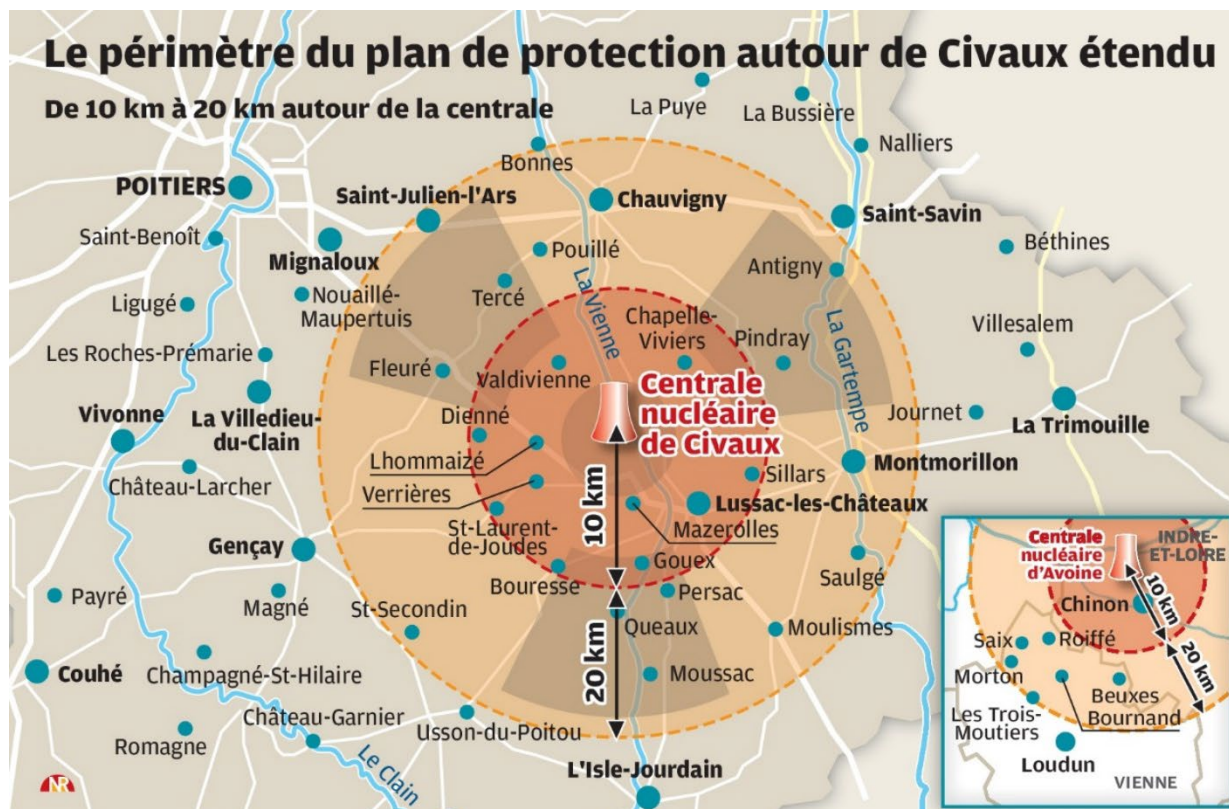 Le périmètre du plan de protection autour de Civaux étendu
De 10 km à 20 km autour de la centrale
La Puye
La Bussière
Nalliers
Bonnes
POITIERS
Saint-Julien-l'Ars
Chauvigny
Saint-Savin
Saint-Benoît
Mignaloux
Pouillé
Antigny
Béthines
Ligugé
Nouaillé-
Maupertuis
Tercé
La Vienne
Chapelle-
Viviers
Pindray
La Gartempe
Villesalem
Les Roches-Prémarie
Fleuré
Valdivienne
Centrale
nucléaire
de Civaux
Vivonne
La Villedieu-
du-Clain
Dienné
Journet
La Trimouille
Lhommaizé
Montmorillon
Château-Larcher
Verrières
Sillars
Lussac-les-Châteaux
St-Laurent-
de-Joudes
10 km
Mazerolles
Gençay
Gouex
Saulgé
Bouresse
Persac
Payré
Magné
St-Secondin
Queaux
Moulismes
Couhé
Champagné-St-Hilaire
20 km
Moussac
Château-Garnier
Usson-du-Poitou
Romagne
Le Clain
L'Isle-Jourdain
NR
Centrale
nucléaire
d'Avoine
INDRE-
ET-LOIRE
Chinon
10 km
Saix
Roiffé
20 km
Morton
Beuxes
Bournand
Les Trois-
Moutiers
Loudun
VIENNE